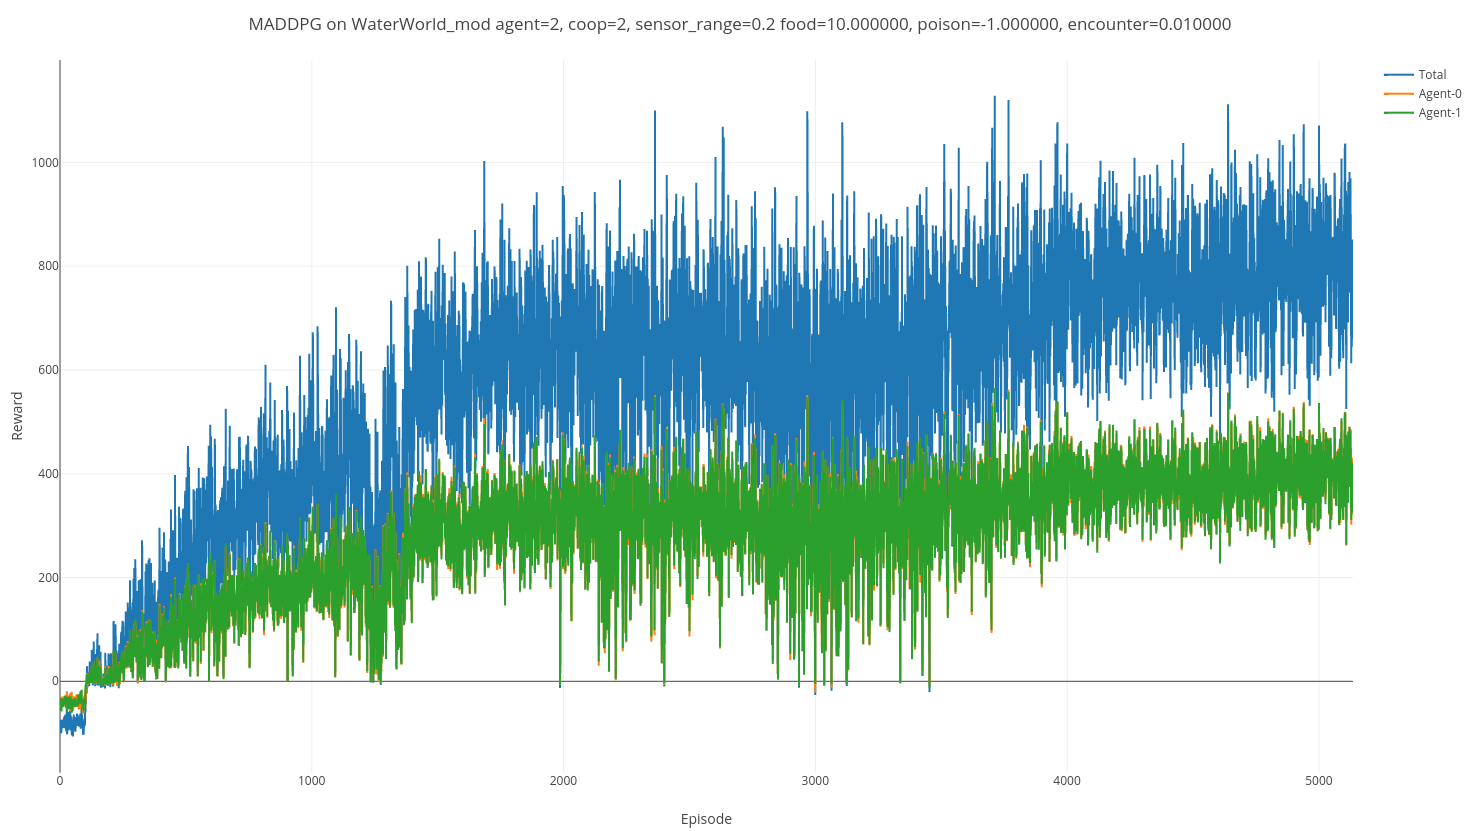 MADDPG on WaterWorld_mod agent=2, coop=2, sensor_range=0.2 food=10.000000, poison=-1.000000, encounter=0.010000
Total
Agent-0
Agent-1
1000
800
600
400
200
0
Reward
0
1000
2000
3000
4000
5000
Episode